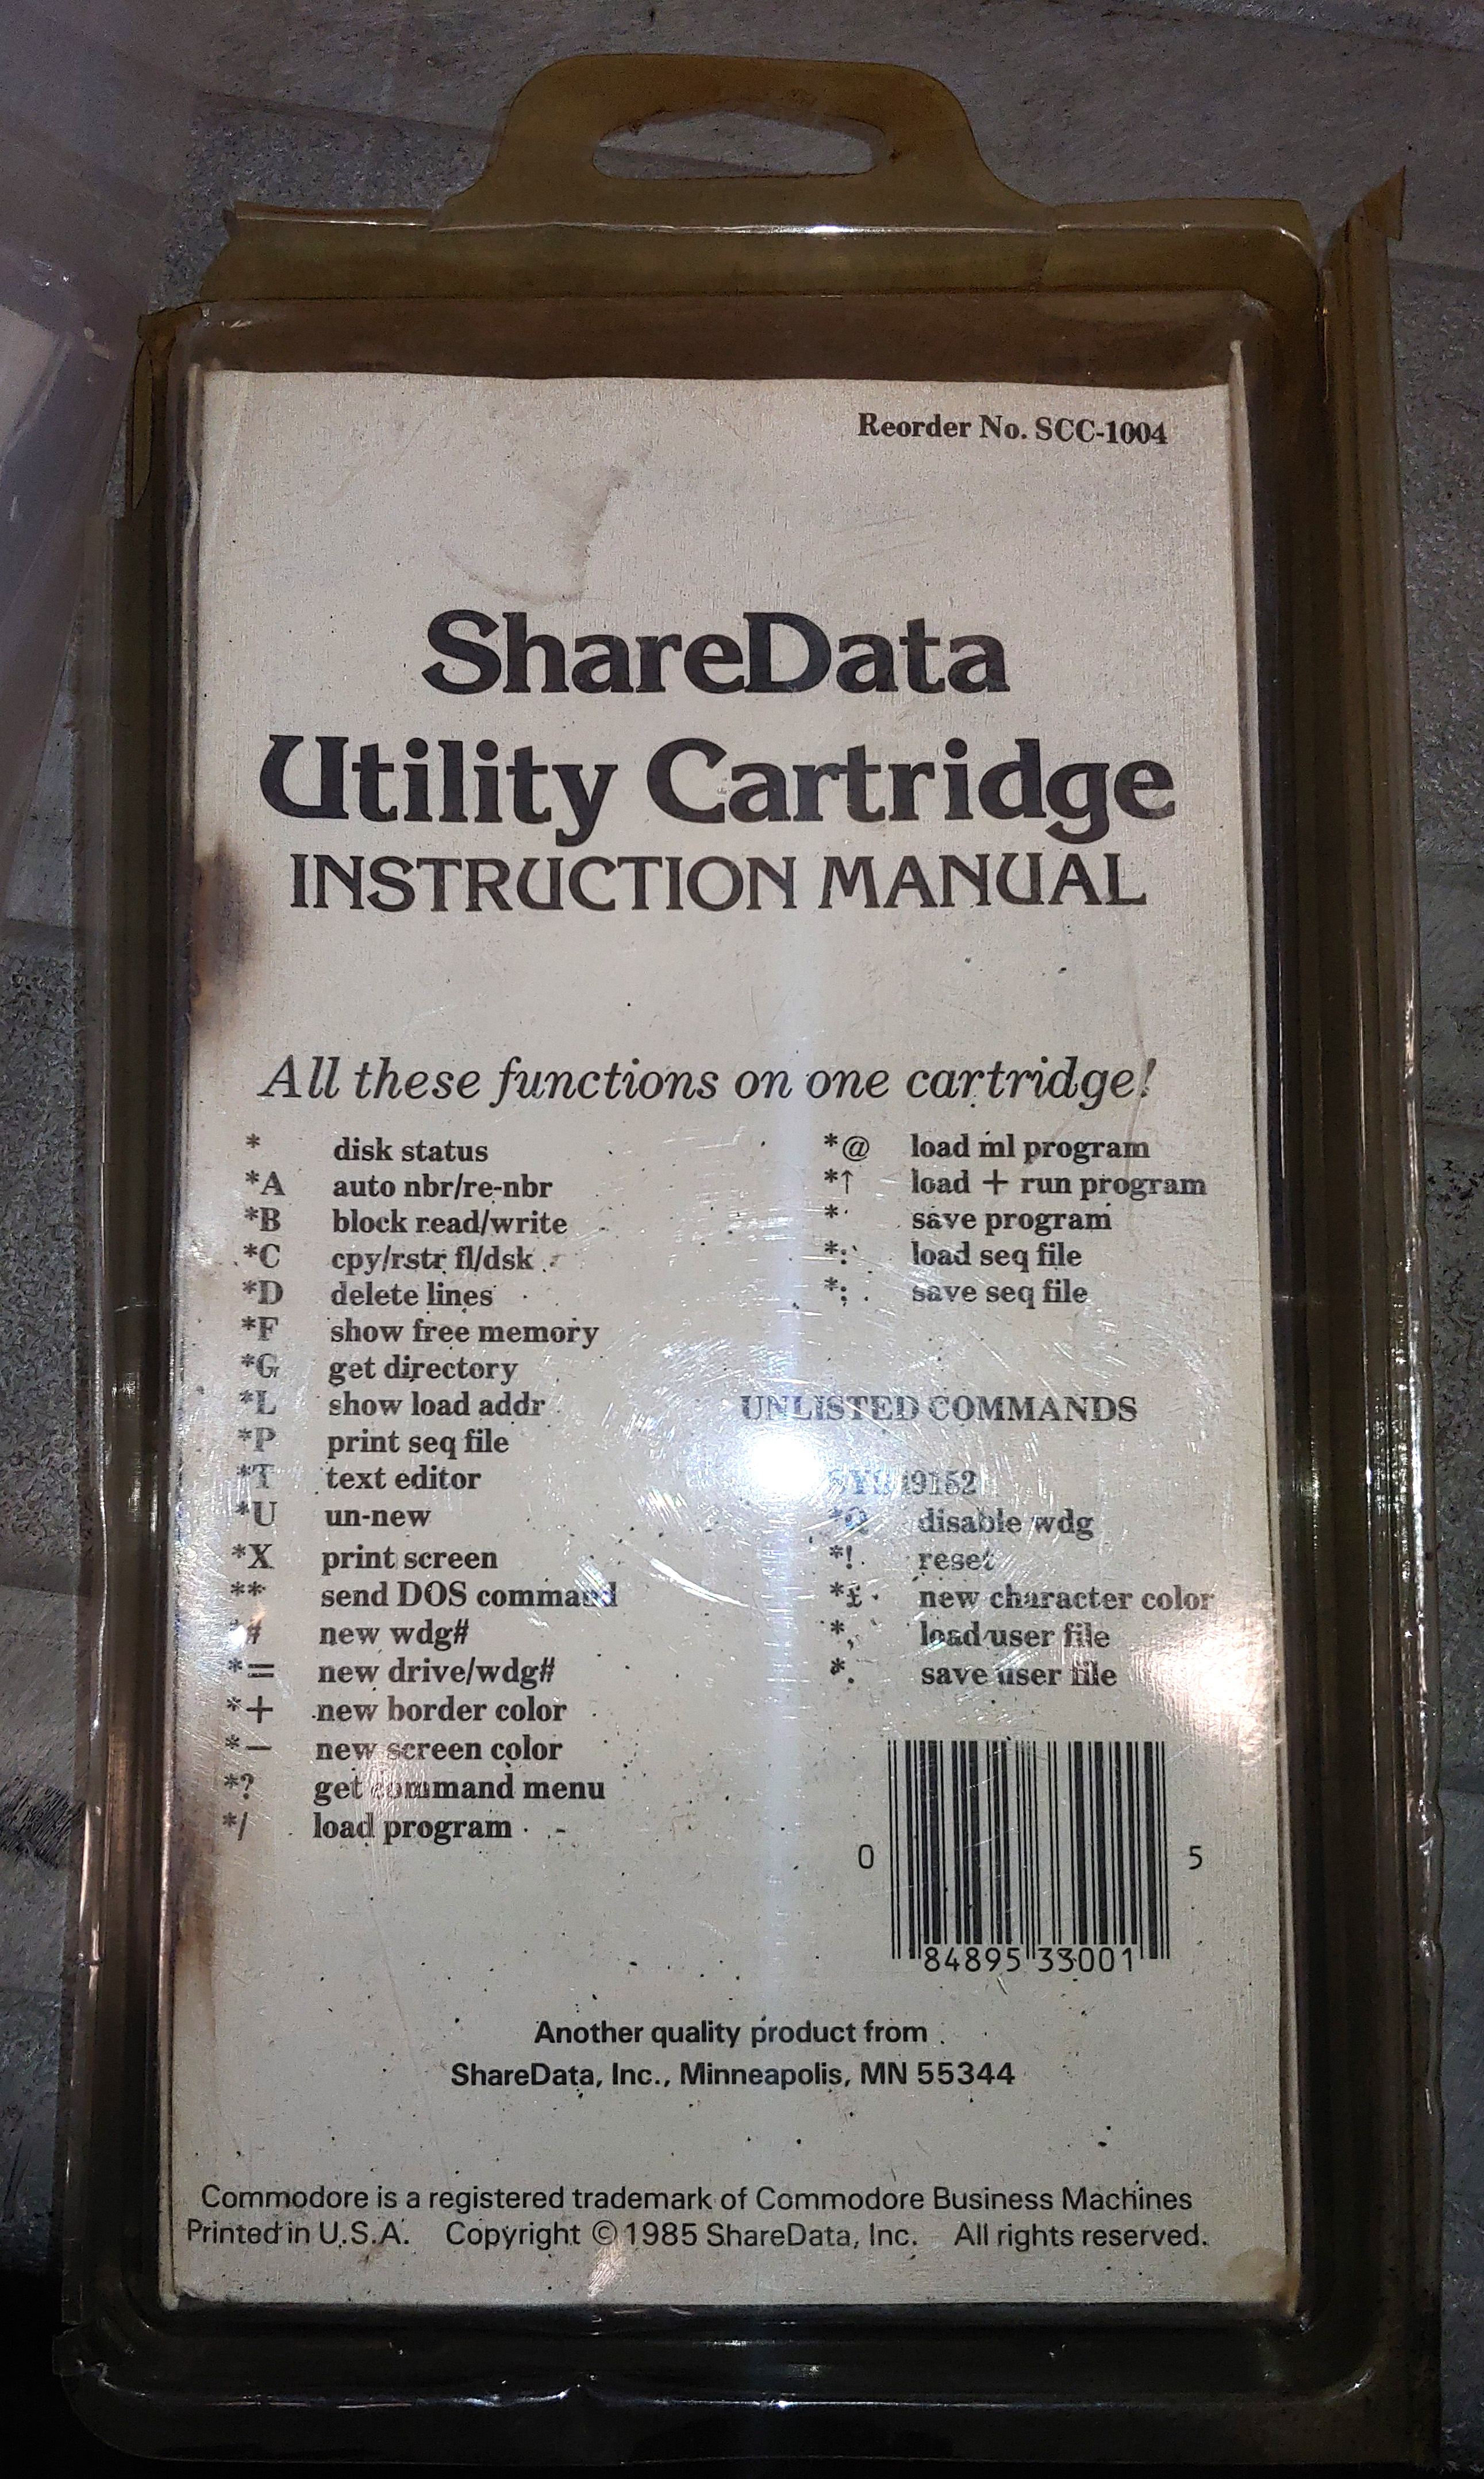 Reorder No. SCC-1004
ShareData
Utility Cartridge
INSTRUCTION MANUAL
All these functions on one cartridge!
* disk status
*A auto nbr/re-nbr
*B block read/write
*C cpy/rstr fl/dsk
*D delete lines
*F show free memory
*G get directory
*L show load addr
*P print seq file
*T text editor
*U un-new
*X print screen
** send DOS command
*# new wdg#
*= new drive/wdg#
*+ new border color
*− new screen color
*? get command menu
*/ load program
*@ load ml program
*↑ load + run program
* save program
*: load seq file
*; save seq file
UNLISTED COMMANDS
SYS
disable wdg
*! reset
*£ new character color
*, load user file
*. save user file
0 84895 33001 5
Another quality product from
ShareData, Inc., Minneapolis, MN 55344
Commodore is a registered trademark of Commodore Business Machines
Printed in U.S.A. Copyright © 1985 ShareData, Inc. All rights reserved.